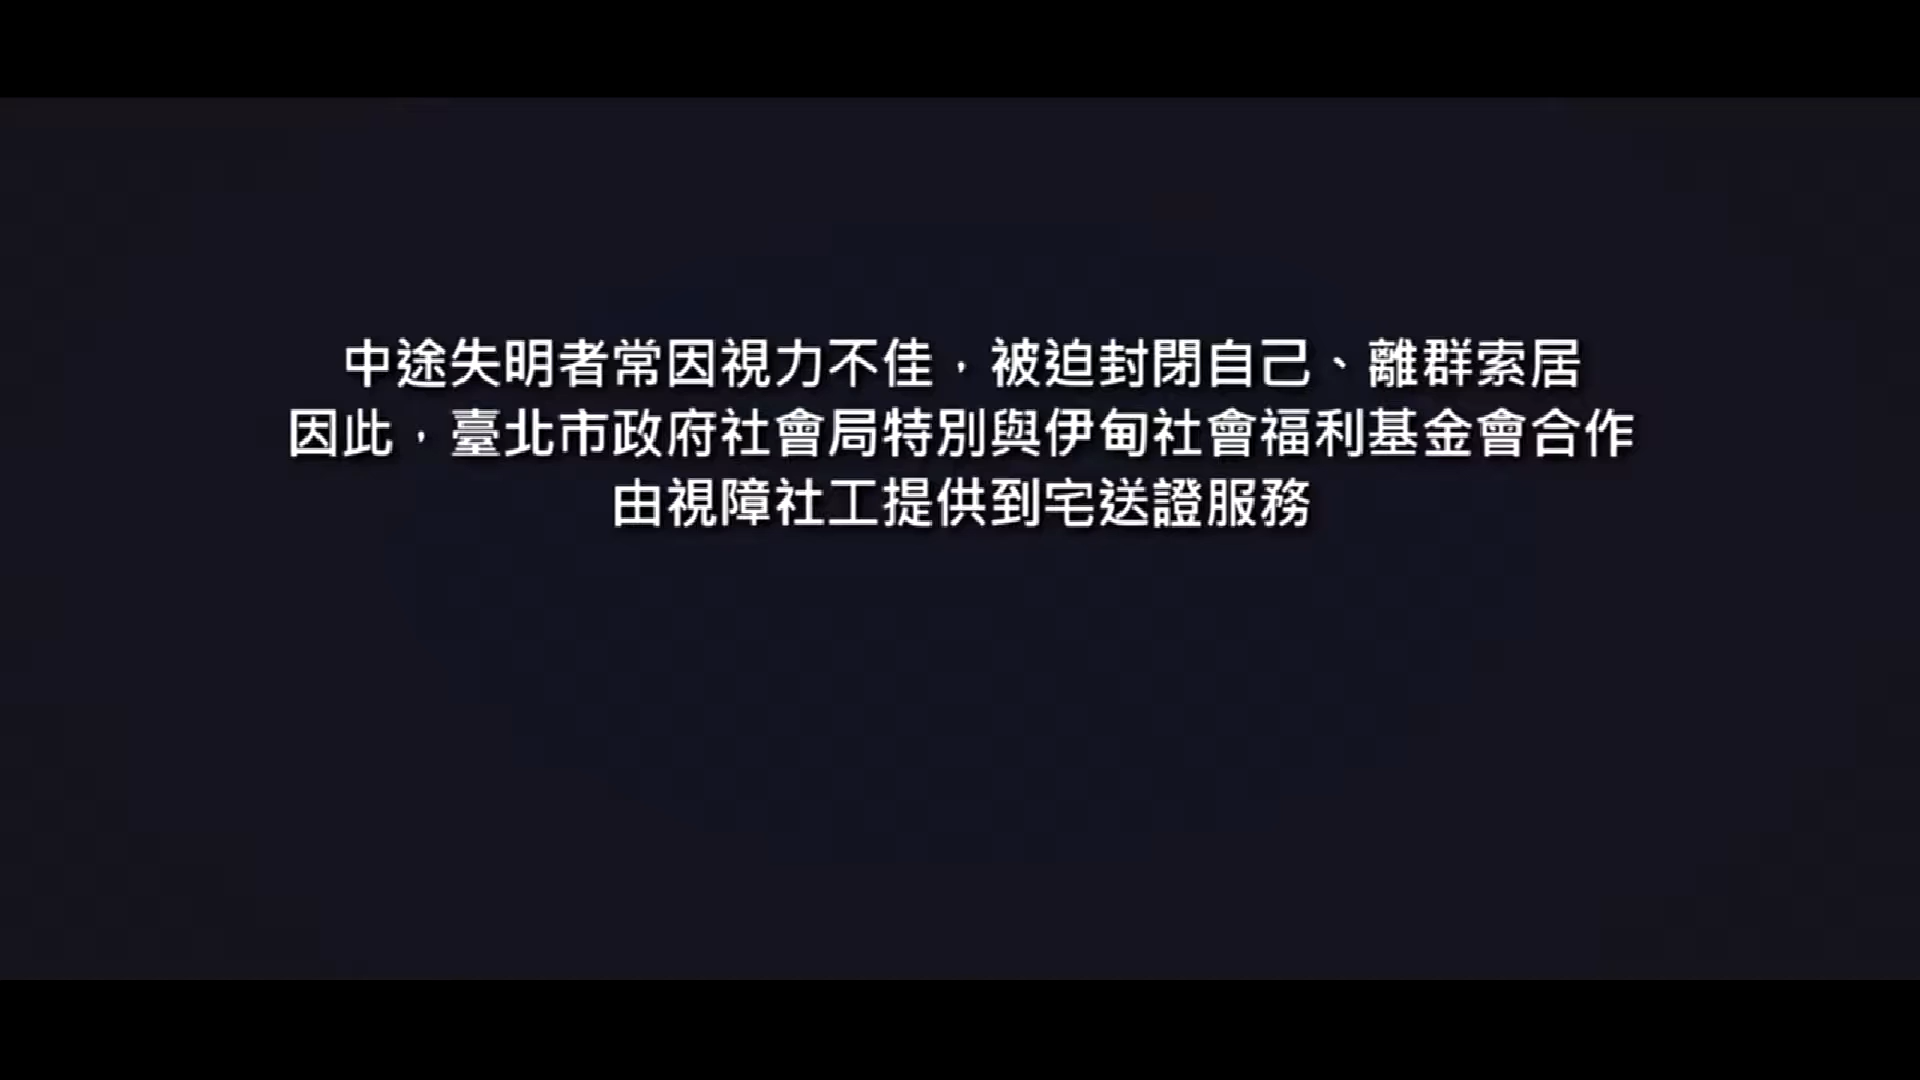 中途失明者常因視力不佳，被迫封閉自己、離群索居
因此，臺北市政府社會局特別與伊甸社會福利基金會合作
由視障社工提供到宅送證服務